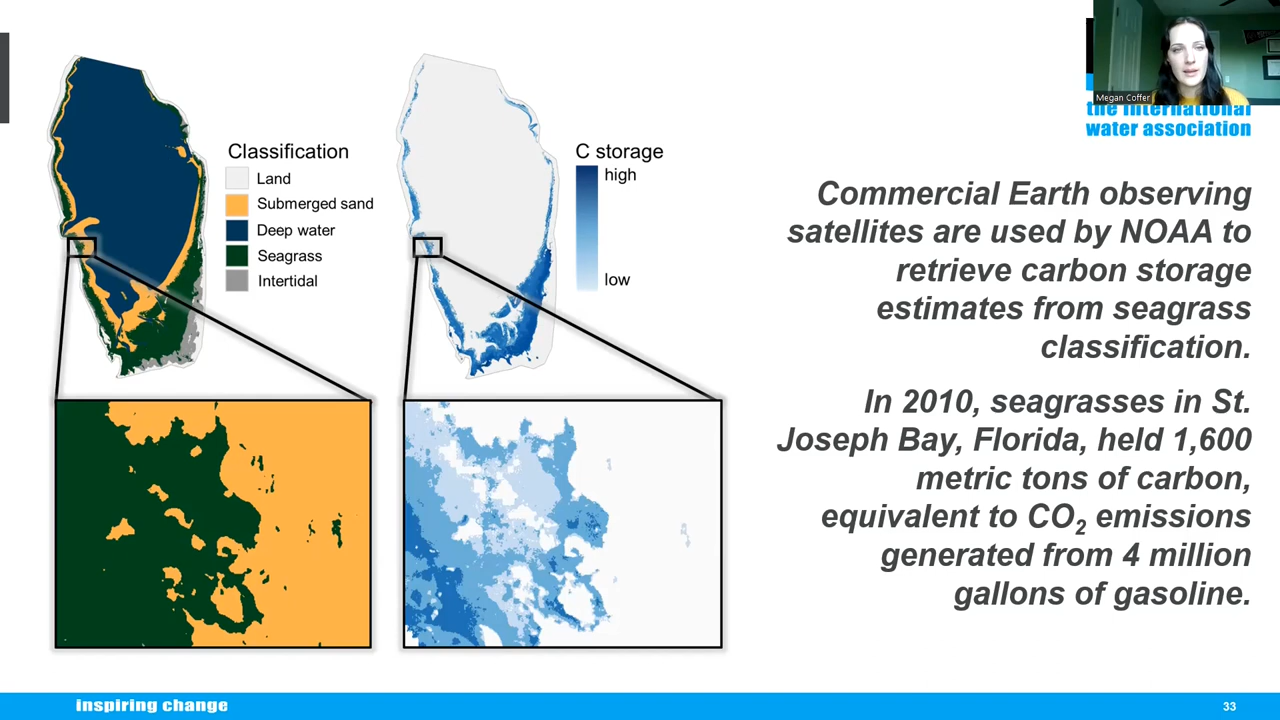 Megan Coffer
the international
water association
Classification
Land
Submerged sand
Deep water
Seagrass
Intertidal
C storage
high
low
Commercial Earth observing
satellites are used by NOAA to
retrieve carbon storage
estimates from seagrass
classification.
In 2010, seagrasses in St.
Joseph Bay, Florida, held 1,600
metric tons of carbon,
equivalent to CO₂ emissions
generated from 4 million
gallons of gasoline.
inspiring change
33